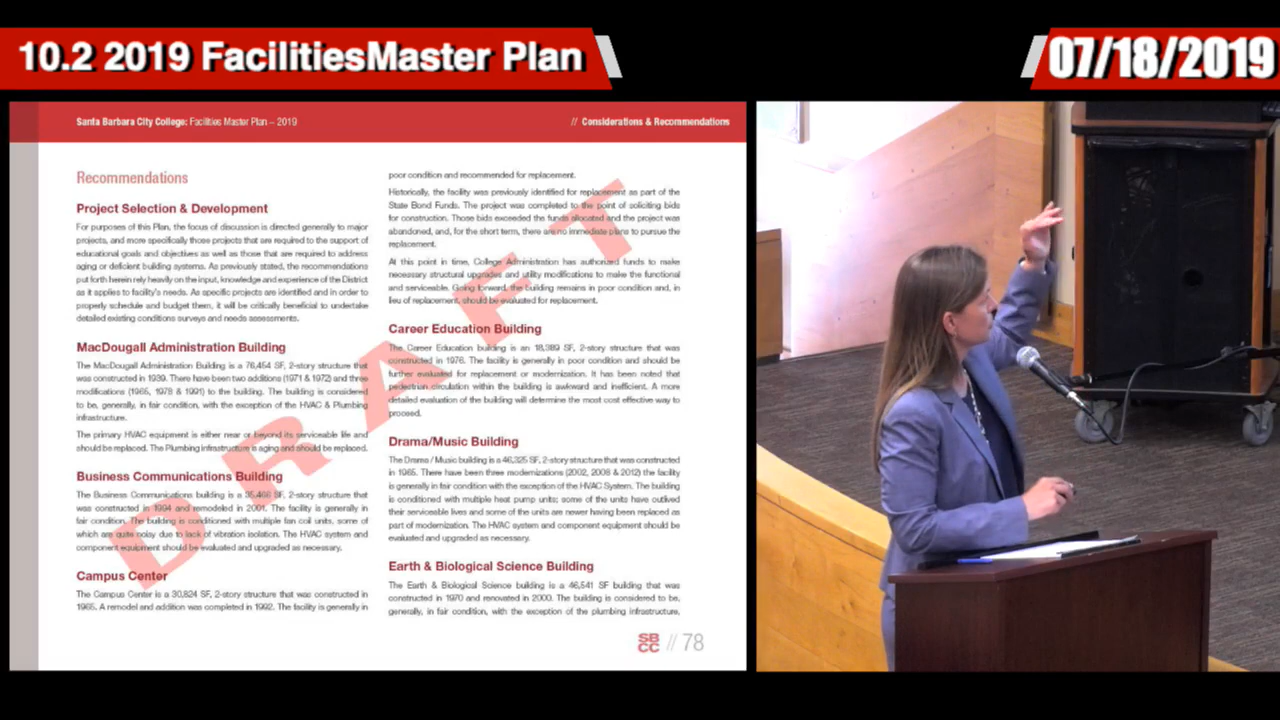 10.2 2019 FacilitiesMaster Plan
07/18/2019
Santa Barbara City College: Facilities Master Plan – 2019
// Considerations & Recommendations
Recommendations
Project Selection & Development
For purposes of this Plan, the focus of discussion is directed generally to major
projects, and more specifically those projects that are required to the support of
educational goals and objectives as well as those that are required to address
aging or deficient building systems. As previously stated, the recommendations
put forth herein rely heavily on the input, knowledge and experience of the District
as it applies to facility's needs. As specific projects are identified and in order to
properly schedule and budget them, it will be critically beneficial to undertake
detailed existing conditions surveys and needs assessments.
MacDougall Administration Building
The MacDougall Administration Building is a 76,454 SF, 2-story structure that
was constructed in 1939. There have been two additions (1971 & 1972) and three
modifications (1965, 1978 & 1991) to the building. The building is considered
to be, generally, in fair condition, with the exception of the HVAC & Plumbing
infrastructure.
The primary HVAC equipment is either near or beyond its serviceable life and
should be replaced. The Plumbing infrastructure is aging and should be replaced.
Business Communications Building
The Business Communications building is a 35,468 SF, 2-story structure that
was constructed in 1994 and remodeled in 2001. The facility is generally in
fair condition. The building is conditioned with multiple fan coil units, some of
which are quite noisy due to lack of vibration isolation. The HVAC system and
component equipment should be evaluated and upgraded as necessary.
Campus Center
The Campus Center is a 30,824 SF, 2-story structure that was constructed in
1965. A remodel and addition was completed in 1992. The facility is generally in
poor condition and recommended for replacement.
Historically, the facility was previously identified for replacement as part of the
State Bond Funds. The project was completed to the point of soliciting bids
for construction. Those bids exceeded the funds allocated and the project was
abandoned, and, for the short term, there are no immediate plans to pursue the
replacement.
At this point in time, College Administration has authorized funds to make
necessary structural upgrades and utility modifications to make the functional
and serviceable. Going forward, the building remains in poor condition and, in
lieu of replacement, should be evaluated for replacement.
Career Education Building
The Career Education building is an 18,389 SF, 2-story structure that was
constructed in 1976. The facility is generally in poor condition and should be
further evaluated for replacement or modernization. It has been noted that
pedestrian circulation within the building is awkward and inefficient. A more
detailed evaluation of the building will determine the most cost effective way to
proceed.
Drama/Music Building
The Drama / Music building is a 46,325 SF, 2-story structure that was constructed
in 1965. There have been three modernizations (2002, 2008 & 2012) the facility
is generally in fair condition with the exception of the HVAC System. The building
is conditioned with multiple heat pump units; some of the units have outlived
their serviceable lives and some of the units are newer having been replaced as
part of modernization. The HVAC system and component equipment should be
evaluated and upgraded as necessary.
Earth & Biological Science Building
The Earth & Biological Science building is a 46,541 SF building that was
constructed in 1970 and renovated in 2000. The building is considered to be,
generally, in fair condition, with the exception of the plumbing infrastructure,
DRAFT
SB
CC // 78